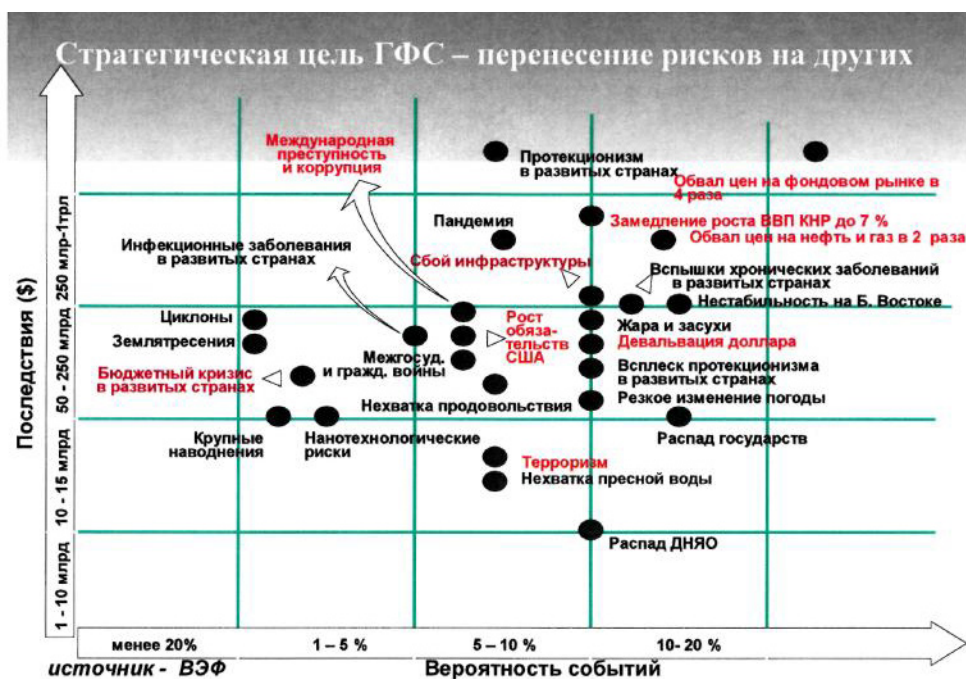 Стратегическая цель ГФС – перенесение рисков на других
Международная
преступность
и коррупция
Протекционизм
в развитых странах
Обвал цен на фондовом рынке в
4 раза
Пандемия
Замедление роста ВВП КНР до 7 %
Обвал цен на нефть и газ в 2 раза
Инфекционные заболевания
в развитых странах
Сбой инфраструктуры
Вспышки хронических заболеваний
в развитых странах
Нестабильность на Б. Востоке
Циклоны
Землятресения
Рост
обяза-
тельств
США
Жара и засухи
Девальвация доллара
Межгосуд.
и гражд. войны
Бюджетный кризис
в развитых странах
Всплеск протекционизма
в развитых странах
Нехватка продовольствия
Резкое изменение погоды
Крупные
наводнения
Нанотехнологические
риски
Распад государств
Терроризм
Нехватка пресной воды
Распад ДНЯО
Последствия ($)
250 млр-1трл
50 - 250 млрд
10 - 15 млрд
1 - 10 млрд
менее 20%
1 – 5 %
5 – 10 %
10- 20 %
источник - ВЭФ
Вероятность событий